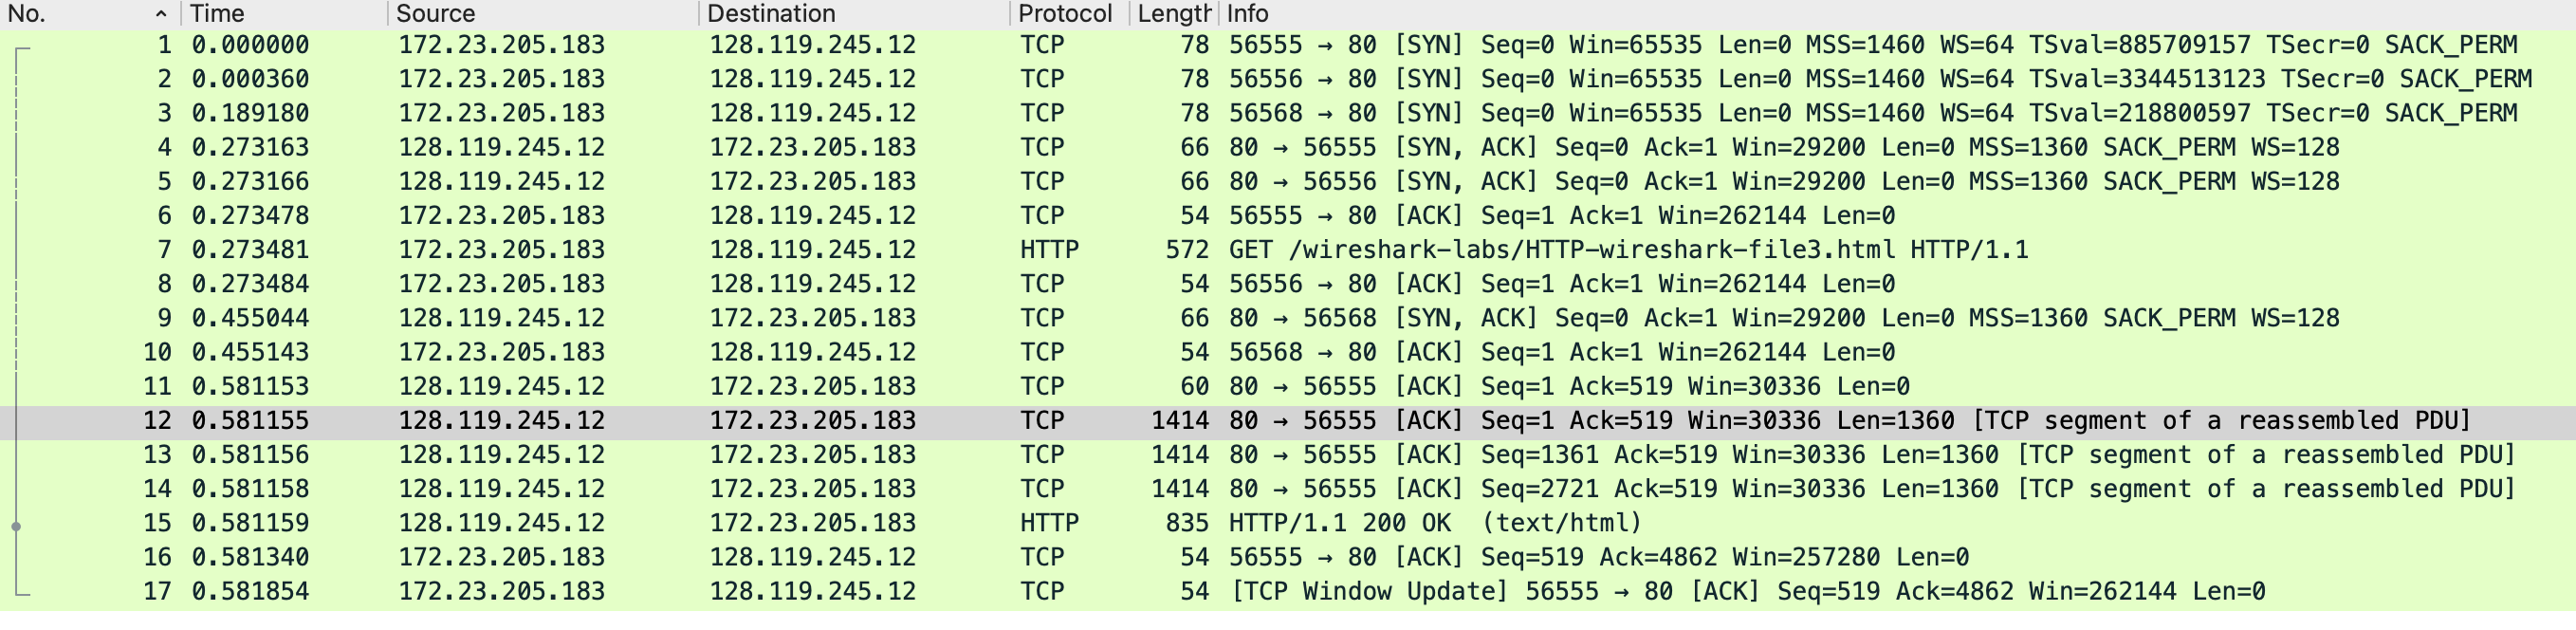 No. Time Source Destination Protocol Length Info
1 0.000000 172.23.205.183 128.119.245.12 TCP 78 56555 → 80 [SYN] Seq=0 Win=65535 Len=0 MSS=1460 WS=64 TSval=885709157 TSecr=0 SACK_PERM
2 0.000360 172.23.205.183 128.119.245.12 TCP 78 56556 → 80 [SYN] Seq=0 Win=65535 Len=0 MSS=1460 WS=64 TSval=3344513123 TSecr=0 SACK_PERM
3 0.189180 172.23.205.183 128.119.245.12 TCP 78 56568 → 80 [SYN] Seq=0 Win=65535 Len=0 MSS=1460 WS=64 TSval=218800597 TSecr=0 SACK_PERM
4 0.273163 128.119.245.12 172.23.205.183 TCP 66 80 → 56555 [SYN, ACK] Seq=0 Ack=1 Win=29200 Len=0 MSS=1360 SACK_PERM WS=128
5 0.273166 128.119.245.12 172.23.205.183 TCP 66 80 → 56556 [SYN, ACK] Seq=0 Ack=1 Win=29200 Len=0 MSS=1360 SACK_PERM WS=128
6 0.273478 172.23.205.183 128.119.245.12 TCP 54 56555 → 80 [ACK] Seq=1 Ack=1 Win=262144 Len=0
7 0.273481 172.23.205.183 128.119.245.12 HTTP 572 GET /wireshark-labs/HTTP-wireshark-file3.html HTTP/1.1
8 0.273484 172.23.205.183 128.119.245.12 TCP 54 56556 → 80 [ACK] Seq=1 Ack=1 Win=262144 Len=0
9 0.455044 128.119.245.12 172.23.205.183 TCP 66 80 → 56568 [SYN, ACK] Seq=0 Ack=1 Win=29200 Len=0 MSS=1360 SACK_PERM WS=128
10 0.455143 172.23.205.183 128.119.245.12 TCP 54 56568 → 80 [ACK] Seq=1 Ack=1 Win=262144 Len=0
11 0.581153 128.119.245.12 172.23.205.183 TCP 60 80 → 56555 [ACK] Seq=1 Ack=519 Win=30336 Len=0
12 0.581155 128.119.245.12 172.23.205.183 TCP 1414 80 → 56555 [ACK] Seq=1 Ack=519 Win=30336 Len=1360 [TCP segment of a reassembled PDU]
13 0.581156 128.119.245.12 172.23.205.183 TCP 1414 80 → 56555 [ACK] Seq=1361 Ack=519 Win=30336 Len=1360 [TCP segment of a reassembled PDU]
14 0.581158 128.119.245.12 172.23.205.183 TCP 1414 80 → 56555 [ACK] Seq=2721 Ack=519 Win=30336 Len=1360 [TCP segment of a reassembled PDU]
15 0.581159 128.119.245.12 172.23.205.183 HTTP 835 HTTP/1.1 200 OK (text/html)
16 0.581340 172.23.205.183 128.119.245.12 TCP 54 56555 → 80 [ACK] Seq=519 Ack=4862 Win=257280 Len=0
17 0.581854 172.23.205.183 128.119.245.12 TCP 54 [TCP Window Update] 56555 → 80 [ACK] Seq=519 Ack=4862 Win=262144 Len=0